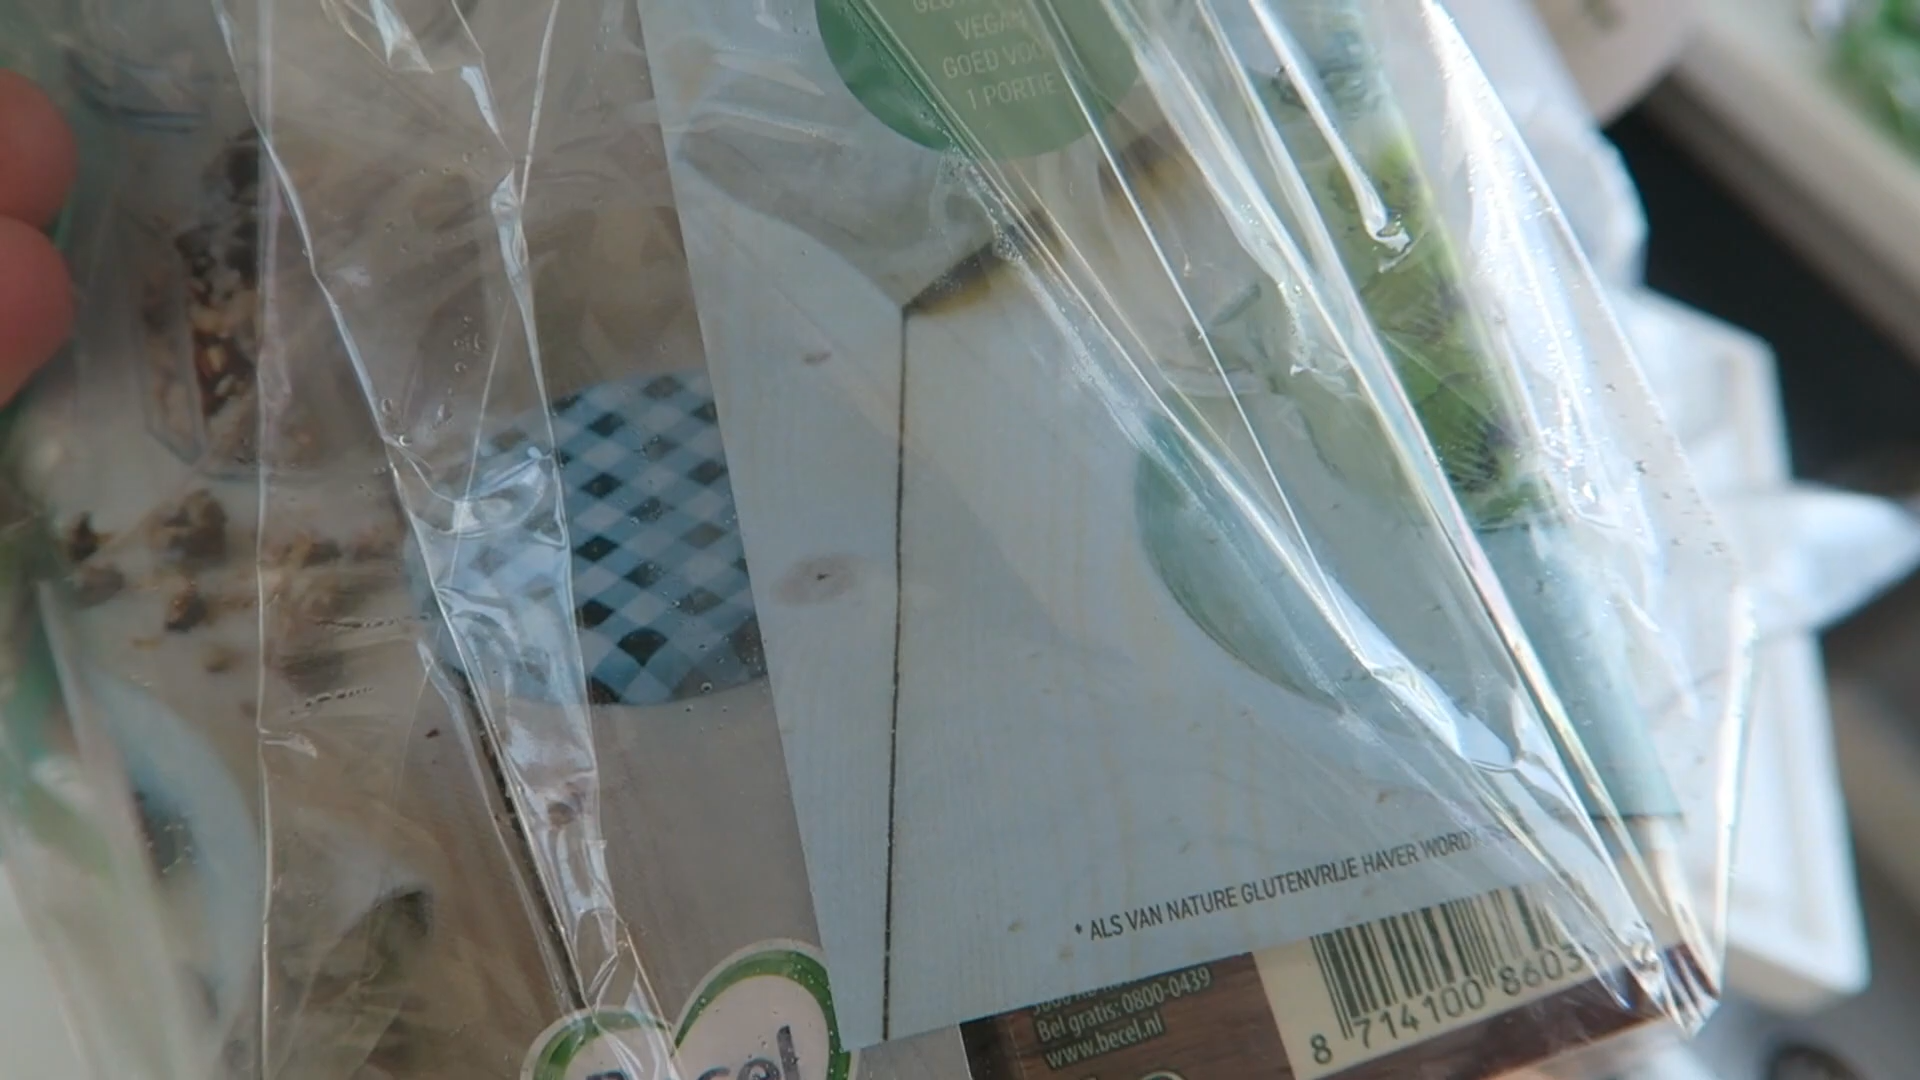 VEGAN
GOED VOOR
1 PORTIE
* ALS VAN NATURE GLUTENVRIJE HAVER WORDT
Bel gratis: 0800-0439
www.becel.nl
8 714100 8603
Becel